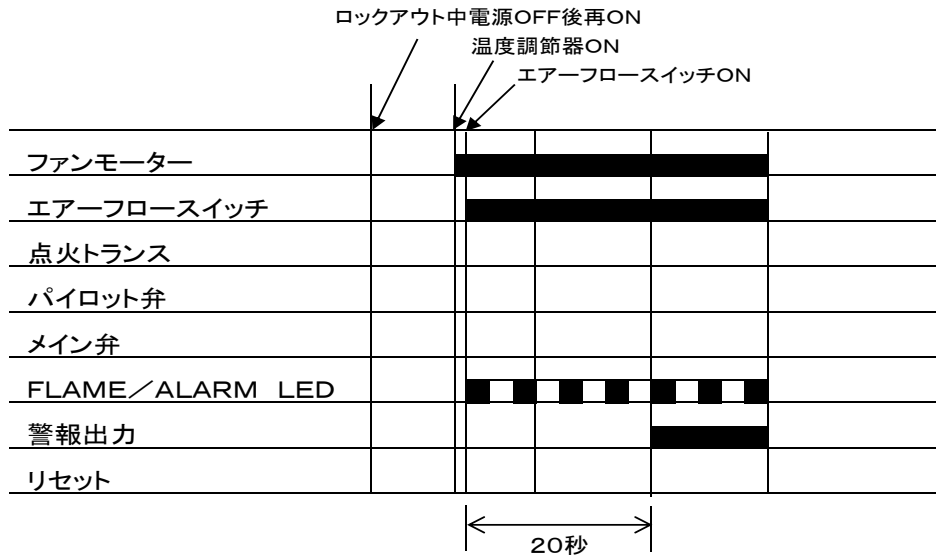 ロックアウト中電源OFF後再ON
温度調節器ON
エアーフロースイッチON
ファンモーター
エアーフロースイッチ
点火トランス
パイロット弁
メイン弁
FLAME／ALARM　LED
警報出力
リセット
20秒